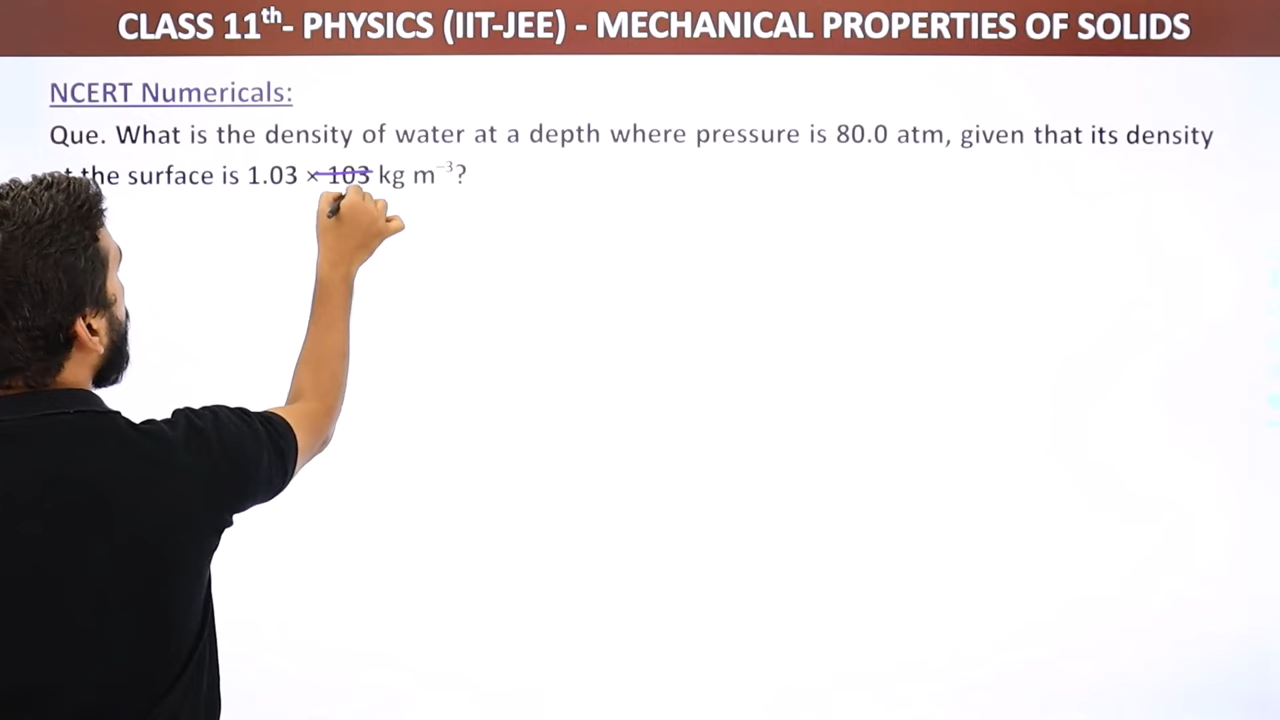 CLASS 11th- PHYSICS (IIT-JEE) - MECHANICAL PROPERTIES OF SOLIDS
NCERT Numericals:
Que. What is the density of water at a depth where pressure is 80.0 atm, given that its density
the surface is 1.03 × 103 kg m⁻³?